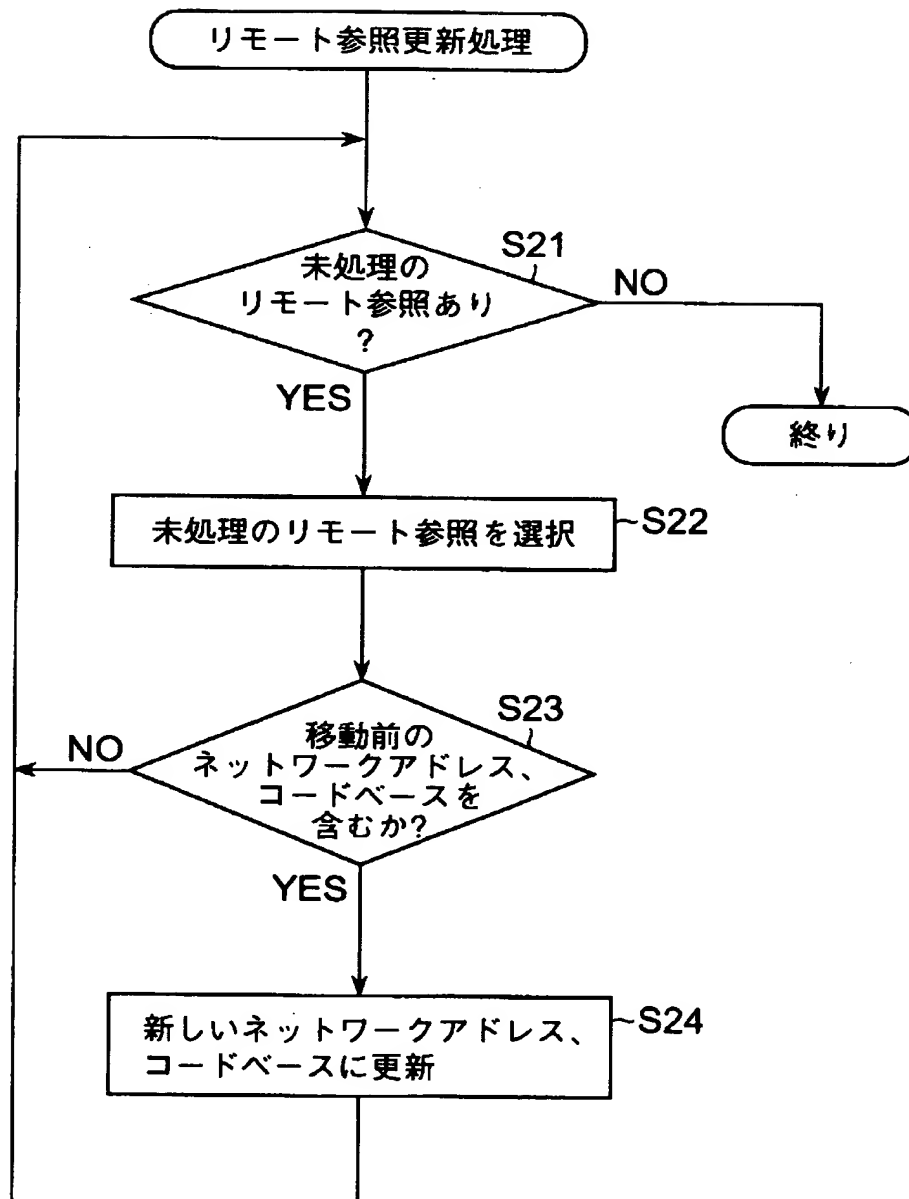 リモート参照更新処理
S21
未処理の
リモート参照あり
?
NO
YES
終り
未処理のリモート参照を選択
S22
S23
移動前の
ネットワークアドレス、
コードベースを
含むか?
NO
YES
新しいネットワークアドレス、
コードベースに更新
S24